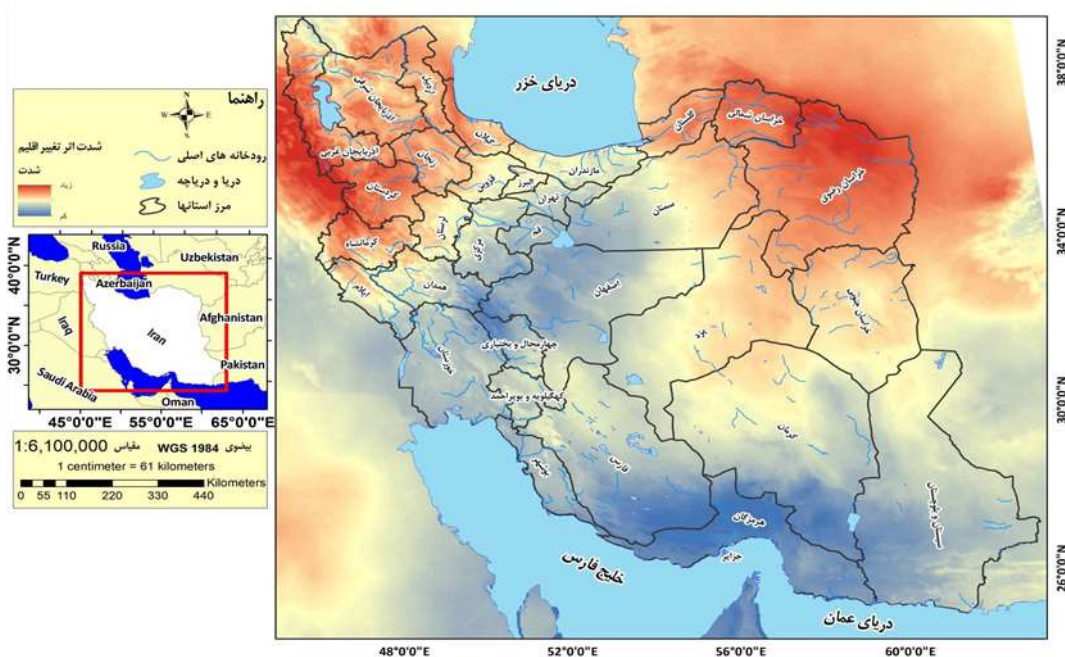 راهنما
N
W E
S
شدت اثر تغییر اقلیم
شدت
زیاد
کم
رودخانه های اصلی
دریا و دریاچه
مرز استانها
40°0'0"N
30°0'0"N
Russia
Turkey
Uzbekistan
Azerbaijan
Afghanistan
Iraq
Iran
Pakistan
Saudi Arabia
Oman
45°0'0"E 55°0'0"E 65°0'0"E
1:6,100,000 مقیاس WGS 1984 بیضوی
1 centimeter = 61 kilometers
Kilometers
0 55 110 220 330 440
دریای خزر
آذربایجان شرقی
اردبیل
گیلان
آذربایجان غربی
زنجان
کردستان
قزوین
البرز
مازندران
تهران
گلستان
خراسان شمالی
خراسان رضوی
سمنان
قم
مرکزی
لرستان
کرمانشاه
همدان
ایلام
اصفهان
یزد
خراسان جنوبی
چهارمحال و بختیاری
خوزستان
کهگیلویه و بویراحمد
فارس
بوشهر
کرمان
هرمزگان
جزایر
سیستان و بلوچستان
خلیج فارس
دریای عمان
38°0'0"N
34°0'0"N
30°0'0"N
26°0'0"N
48°0'0"E 52°0'0"E 56°0'0"E 60°0'0"E